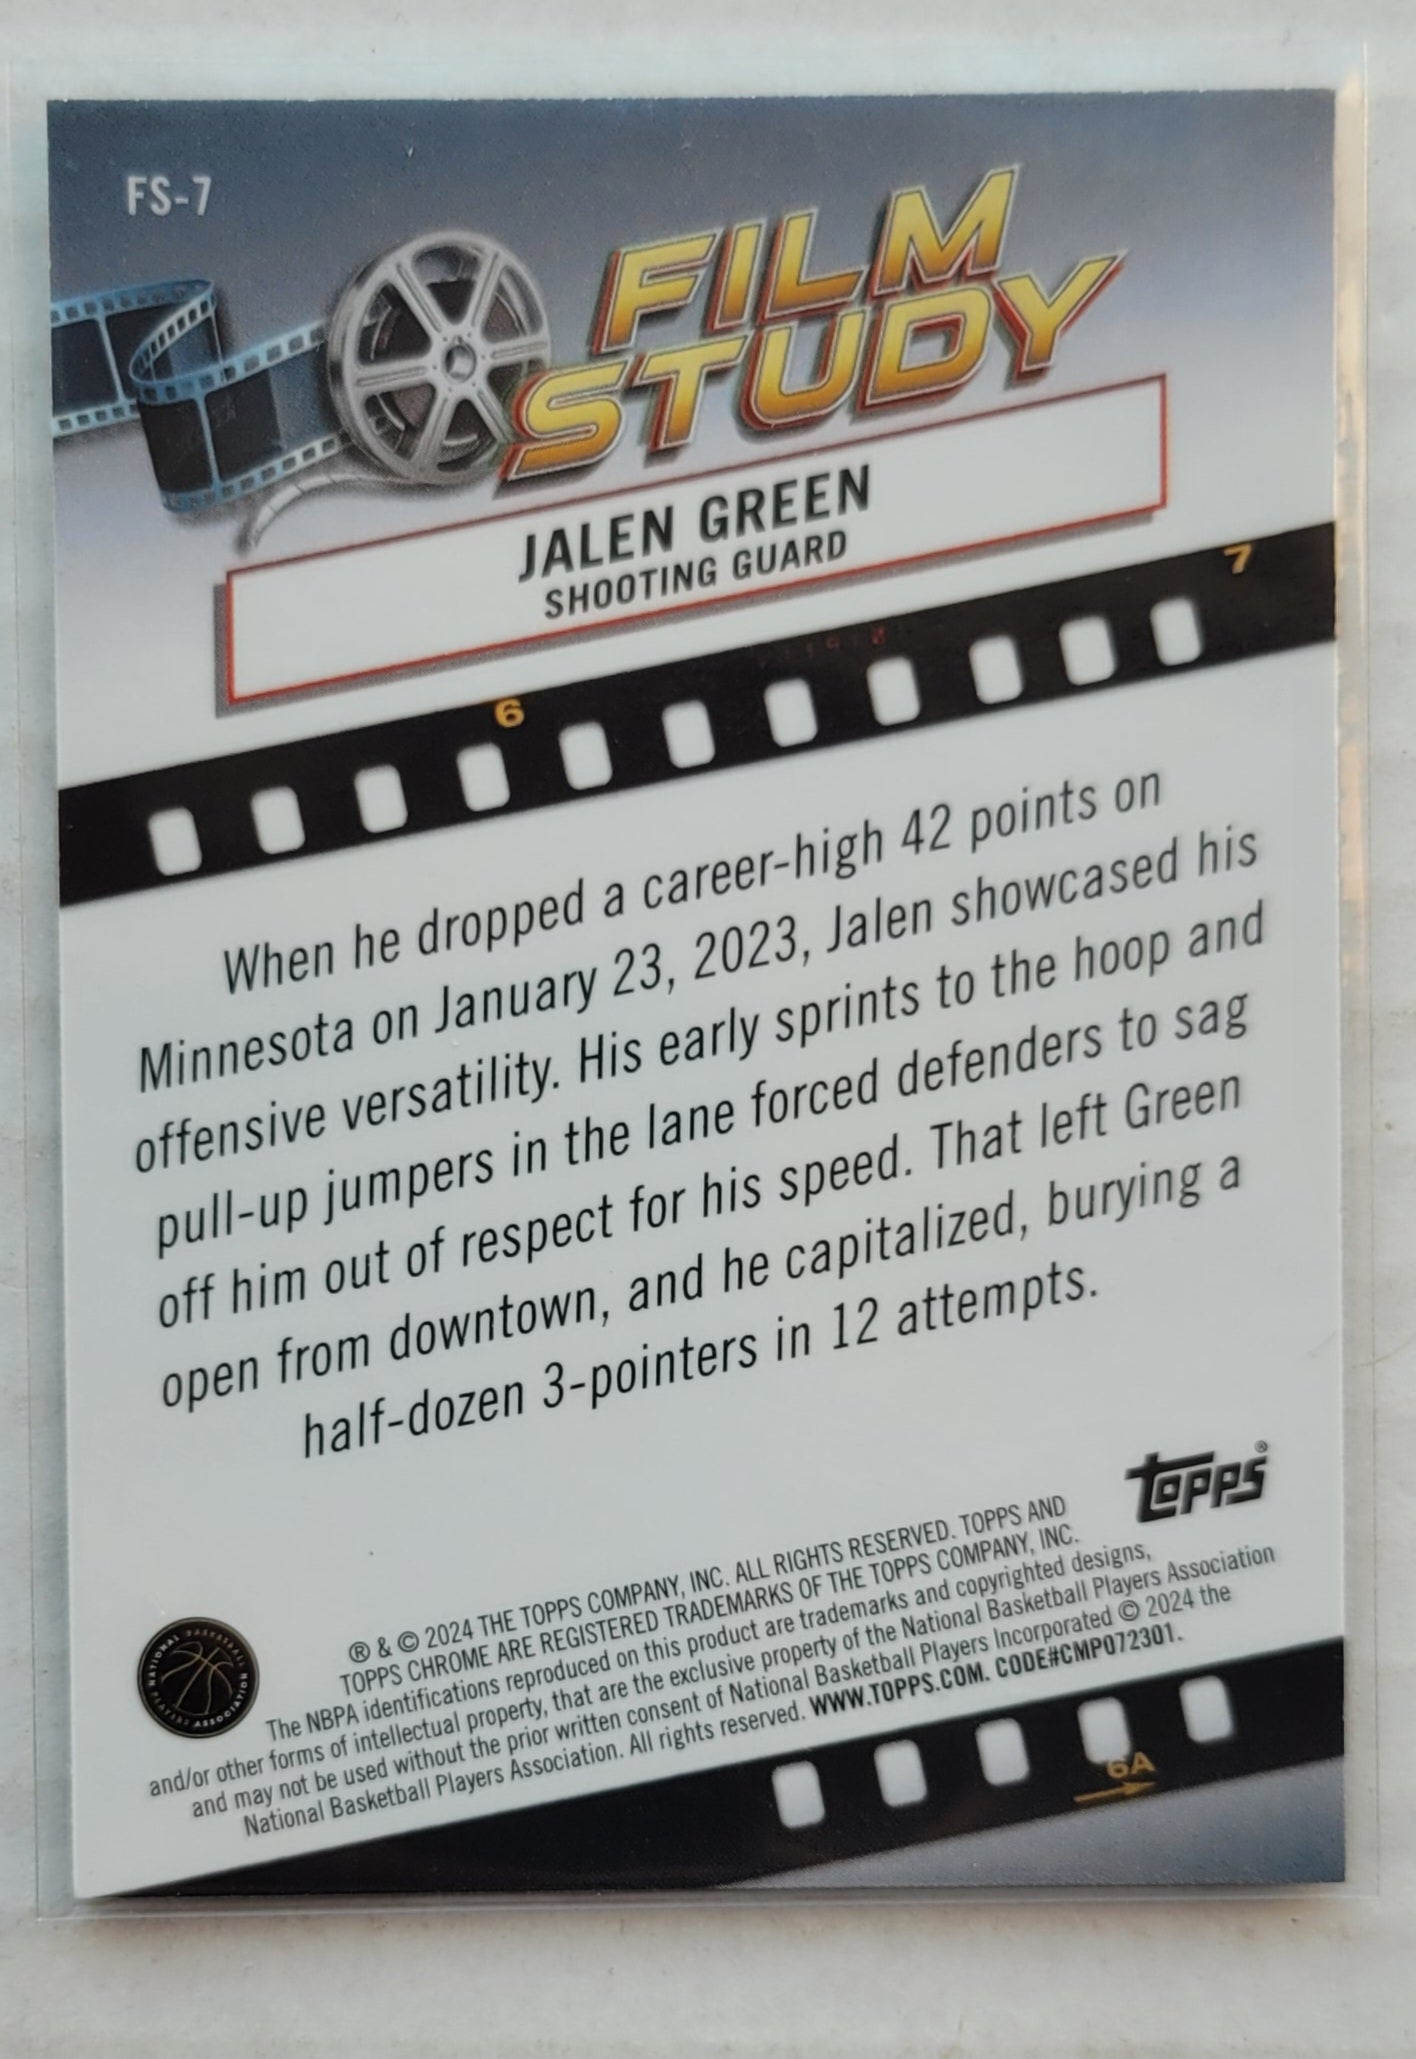 FS-7
FILM
STUDY
JALEN GREEN
SHOOTING GUARD
7
6
When he dropped a career-high 42 points on
Minnesota on January 23, 2023, Jalen showcased his
offensive versatility. His early sprints to the hoop and
pull-up jumpers in the lane forced defenders to sag
off him out of respect for his speed. That left Green
open from downtown, and he capitalized, burying a
half-dozen 3-pointers in 12 attempts.
TOPPS®
® & © 2024 THE TOPPS COMPANY, INC. ALL RIGHTS RESERVED. TOPPS AND
TOPPS CHROME ARE REGISTERED TRADEMARKS OF THE TOPPS COMPANY, INC.
The NBPA identifications reproduced on this product are trademarks and copyrighted designs,
and/or other forms of intellectual property, that are the exclusive property of the National Basketball Players Association
and may not be used without the prior written consent of National Basketball Players Incorporated © 2024 the
National Basketball Players Association. All rights reserved. WWW.TOPPS.COM. CODE#CMP072301.
NATIONAL BASKETBALL PLAYERS ASSOCIATION
6A